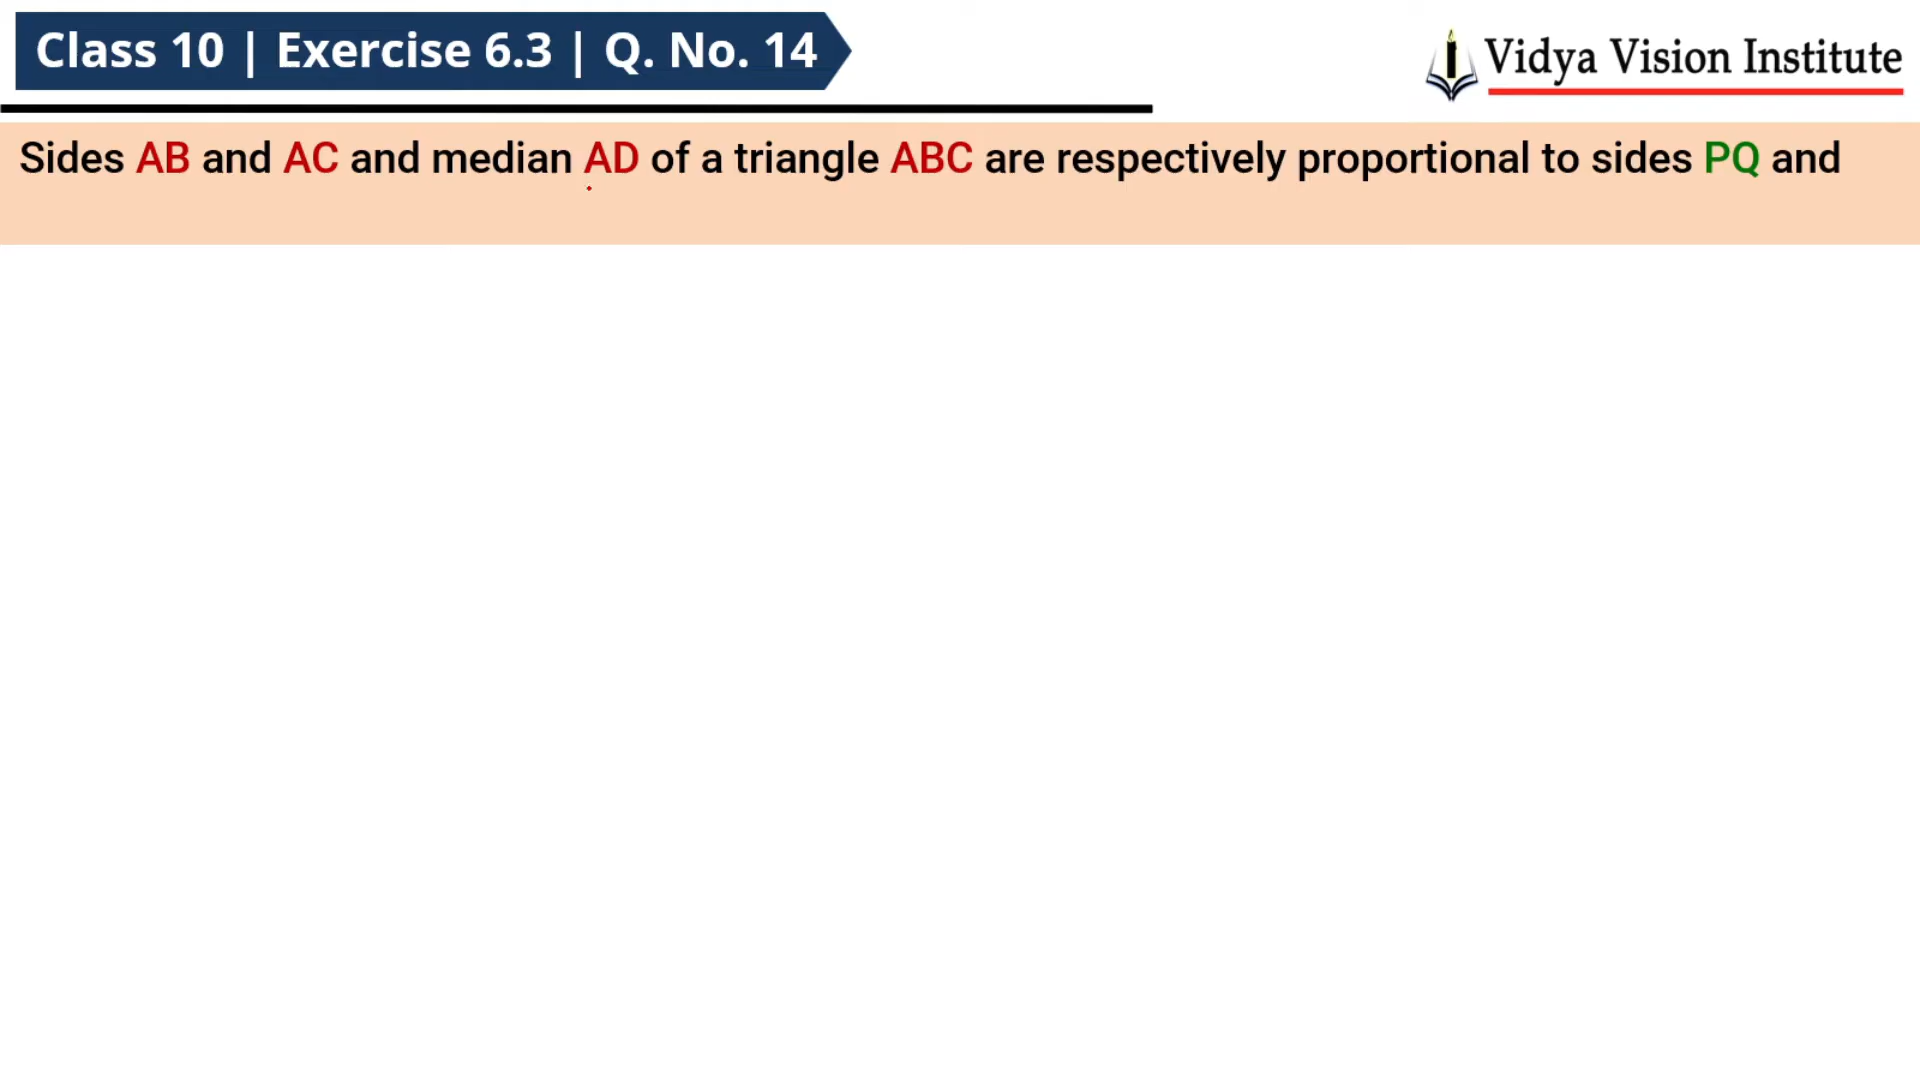 Class 10 | Exercise 6.3 | Q. No. 14
Vidya Vision Institute
Sides AB and AC and median AD of a triangle ABC are respectively proportional to sides PQ and